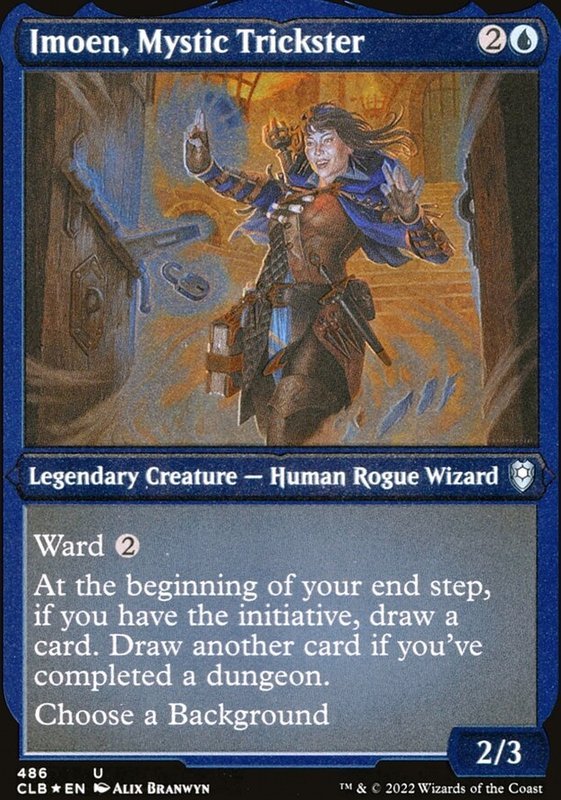 Imoen, Mystic Trickster 2
Legendary Creature — Human Rogue Wizard
Ward 2
At the beginning of your end step,
if you have the initiative, draw a
card. Draw another card if you've
completed a dungeon.
Choose a Background
2/3
486 U
CLB★EN Alix Branwyn
™ & © 2022 Wizards of the Coast